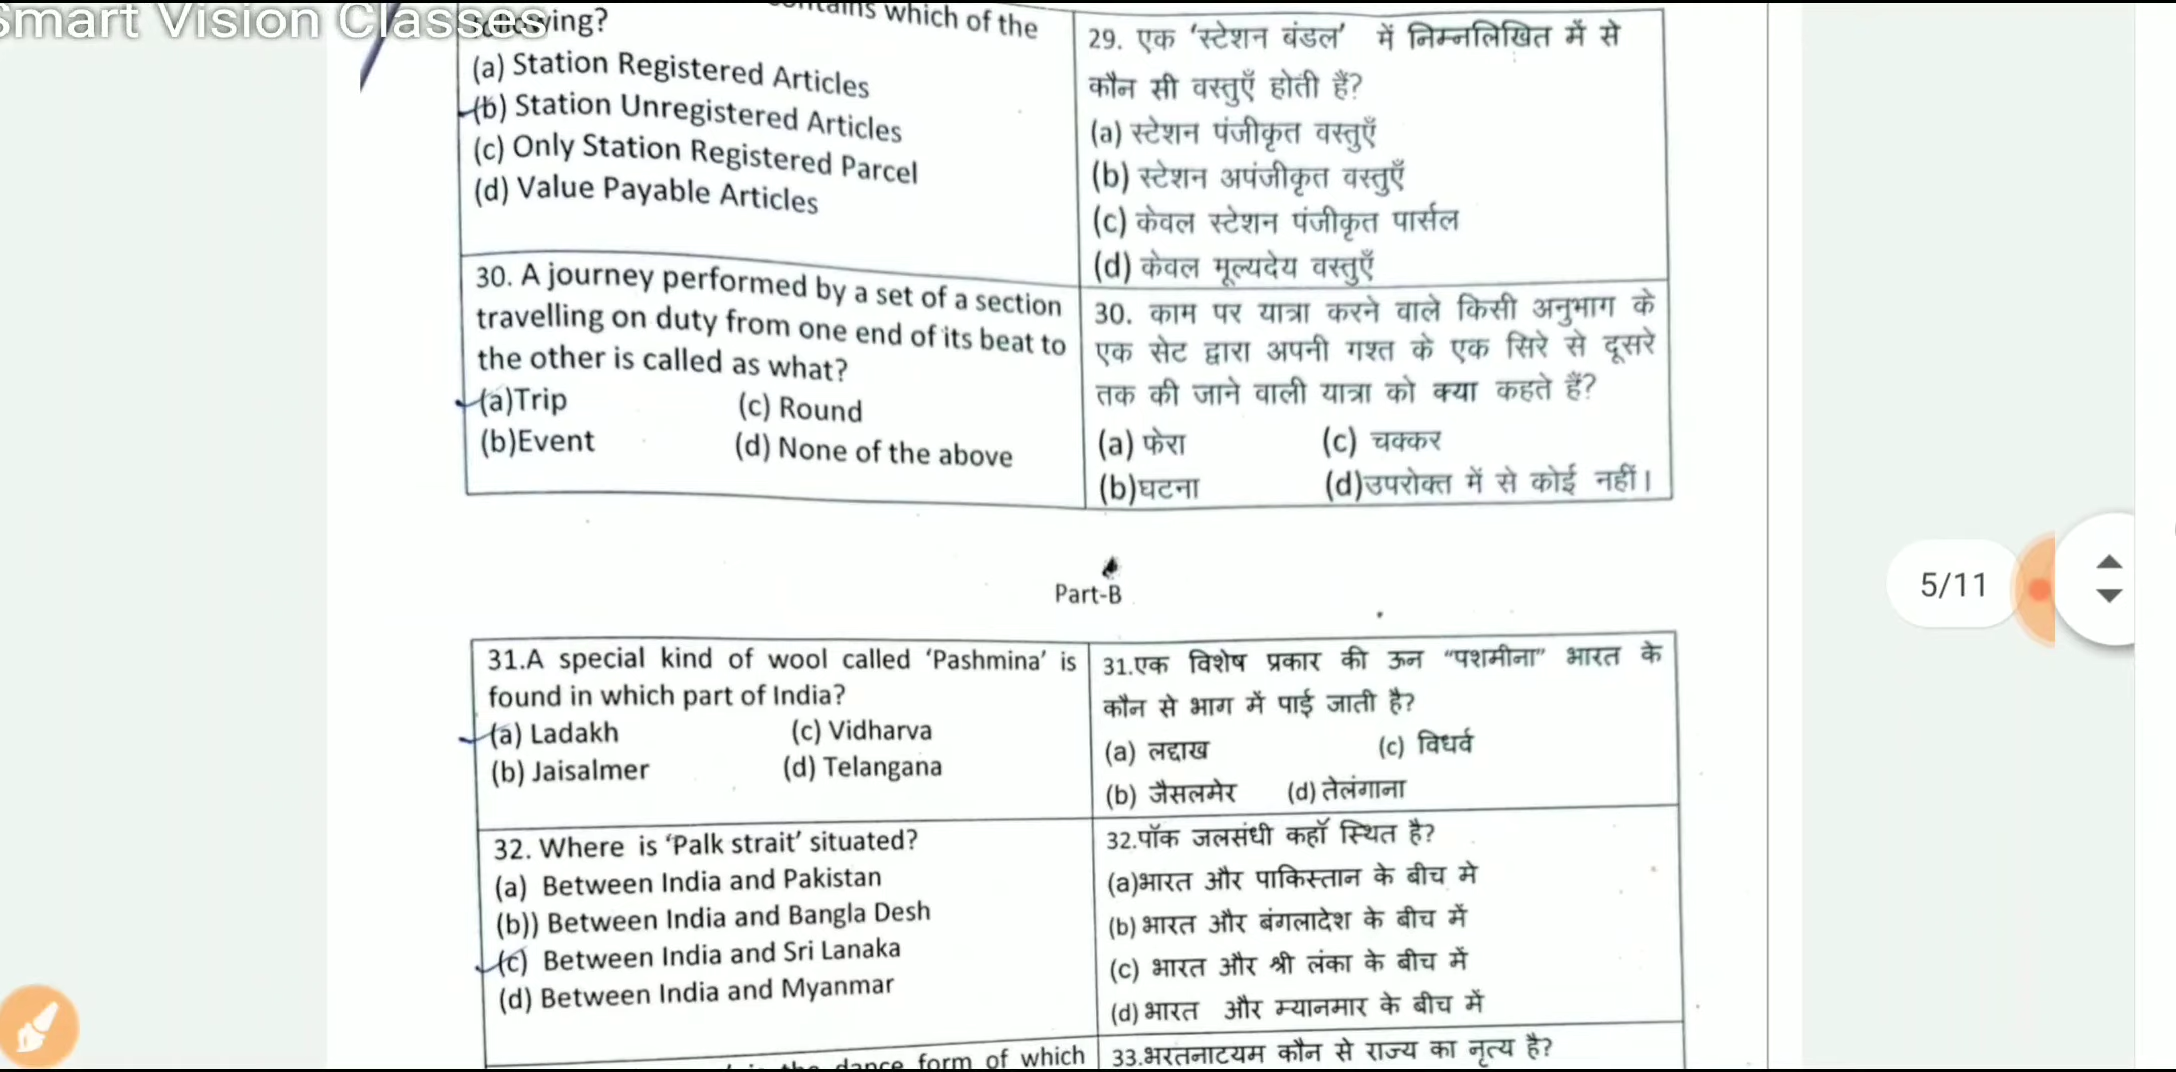 Smart Vision Classes
which of the
(a) Station Registered Articles
(b) Station Unregistered Articles
(c) Only Station Registered Parcel
(d) Value Payable Articles
29. एक ‘स्टेशन बंडल’ में निम्नलिखित में से
कौन सी वस्तुएँ होती हैं?
(a) स्टेशन पंजीकृत वस्तुएँ
(b) स्टेशन अपंजीकृत वस्तुएँ
(c) केवल स्टेशन पंजीकृत पार्सल
(d) केवल मूल्यदेय वस्तुएँ
30. A journey performed by a set of a section
travelling on duty from one end of its beat to
the other is called as what?
(a)Trip (c) Round
(b)Event (d) None of the above
30. काम पर यात्रा करने वाले किसी अनुभाग के
एक सेट द्वारा अपनी गश्त के एक सिरे से दूसरे
तक की जाने वाली यात्रा को क्या कहते हैं?
(a) फेरा (c) चक्कर
(b)घटना (d)उपरोक्त में से कोई नहीं।
Part-B
31.A special kind of wool called ‘Pashmina’ is
found in which part of India?
(a) Ladakh (c) Vidharva
(b) Jaisalmer (d) Telangana
31.एक विशेष प्रकार की ऊन “पशमीना” भारत के
कौन से भाग में पाई जाती है?
(a) लद्दाख (c) विधर्व
(b) जैसलमेर (d) तेलंगाना
32. Where is ‘Palk strait’ situated?
(a) Between India and Pakistan
(b)) Between India and Bangla Desh
(c) Between India and Sri Lanaka
(d) Between India and Myanmar
32.पॉक जलसंधी कहाँ स्थित है?
(a)भारत और पाकिस्तान के बीच मे
(b) भारत और बंगलादेश के बीच में
(c) भारत और श्री लंका के बीच में
(d) भारत और म्यानमार के बीच में
dance form of which
33.भरतनाटयम कौन से राज्य का नृत्य है?
5/11